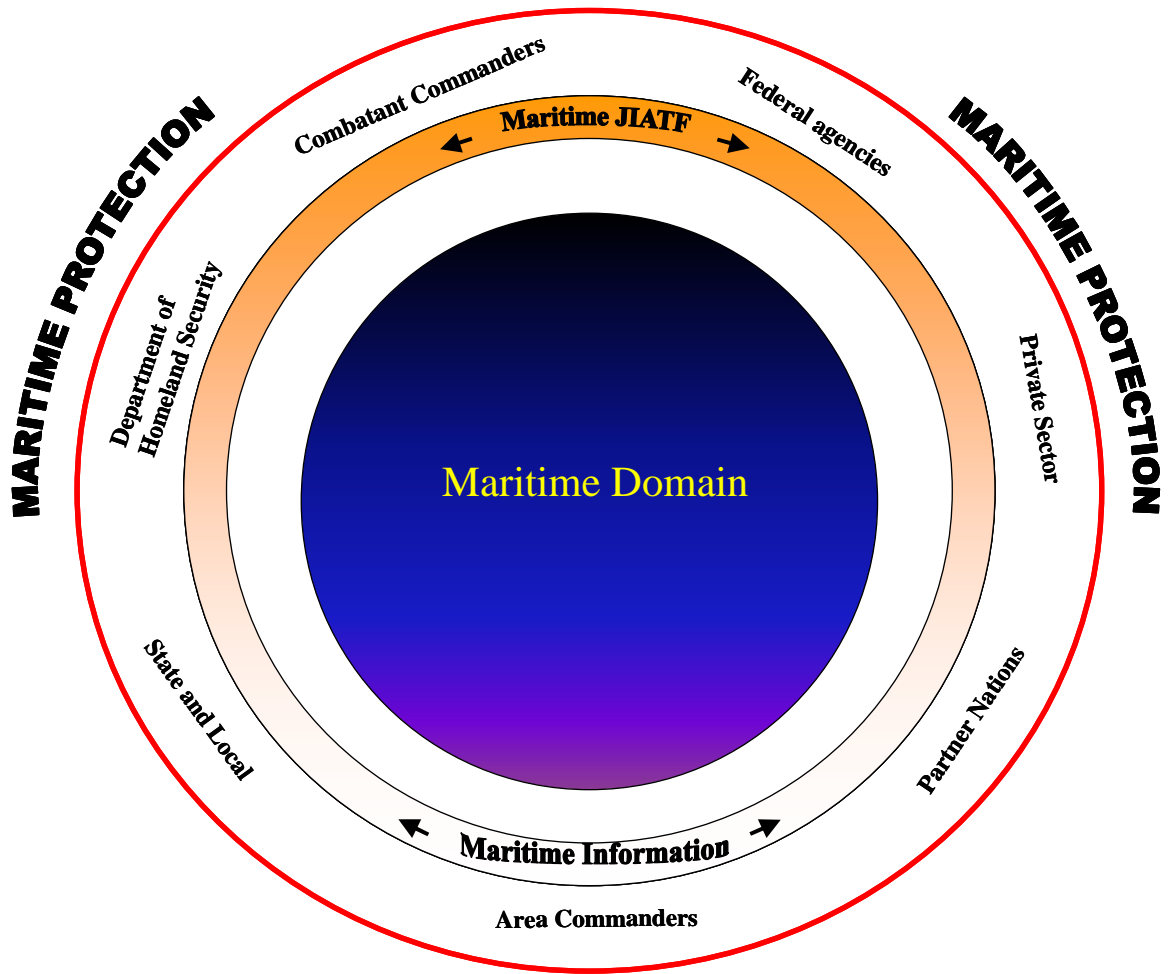 MARITIME PROTECTION
MARITIME PROTECTION
Combatant Commanders
Federal agencies
Maritime JIATF
Department of
Homeland Security
Private Sector
Maritime Domain
State and Local
Partner Nations
Maritime Information
Area Commanders